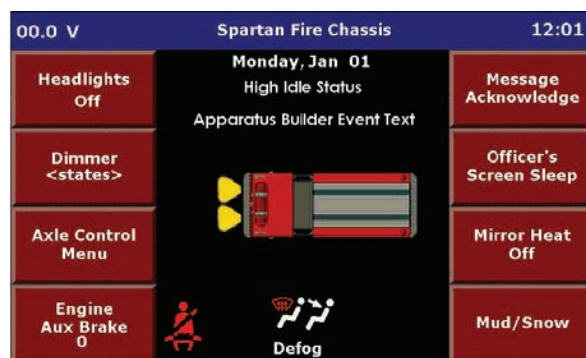 00.0 V
Spartan Fire Chassis
12:01
Headlights
Off
Monday, Jan 01
High Idle Status
Apparatus Builder Event Text
Message
Acknowledge
Dimmer
<states>
Officer's
Screen Sleep
Axle Control
Menu
Mirror Heat
Off
Engine
Aux Brake
0
Defog
Mud/Snow